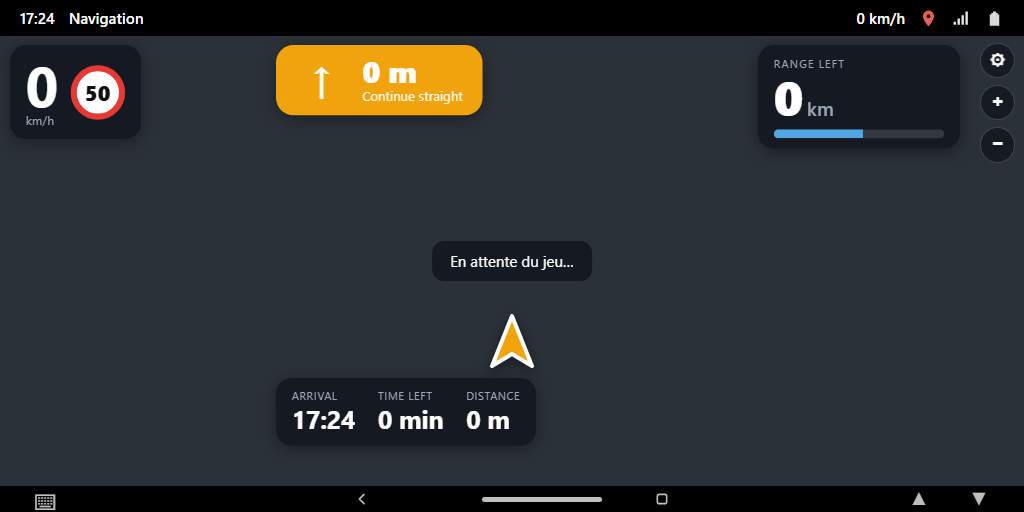 17:24 Navigation
0 km/h
0
km/h
50
0 m
Continue straight
RANGE LEFT
0 km
En attente du jeu...
ARRIVAL
17:24
TIME LEFT
0 min
DISTANCE
0 m